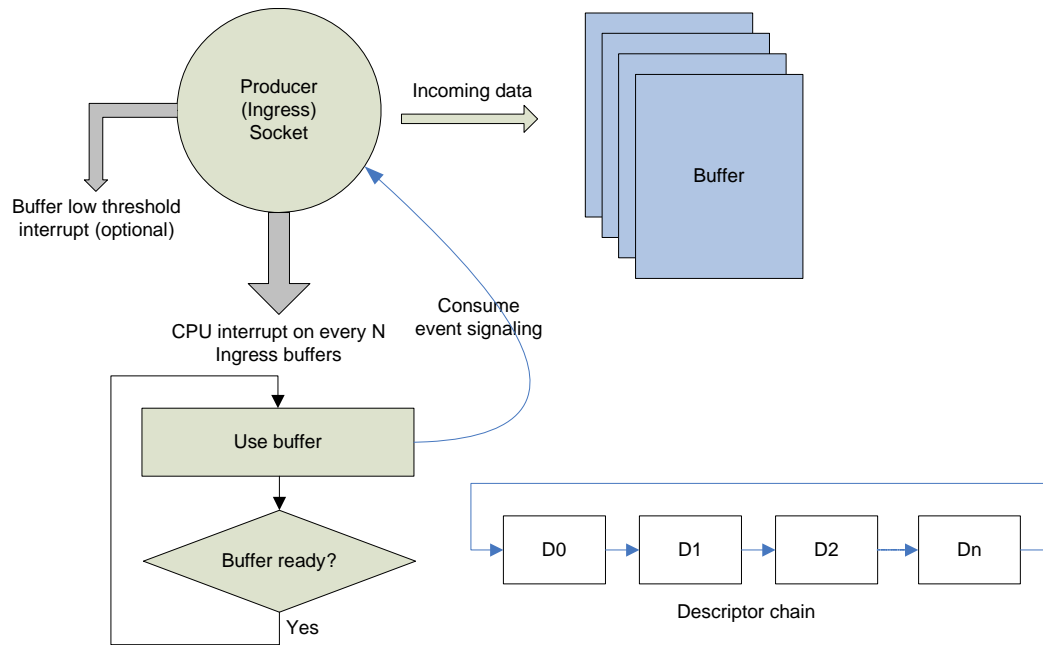 Producer
(Ingress)
Socket
Incoming data
Buffer
Buffer low threshold
interrupt (optional)
Consume
event signaling
CPU interrupt on every N
Ingress buffers
Use buffer
Buffer ready?
Yes
D0
D1
D2
Dn
Descriptor chain